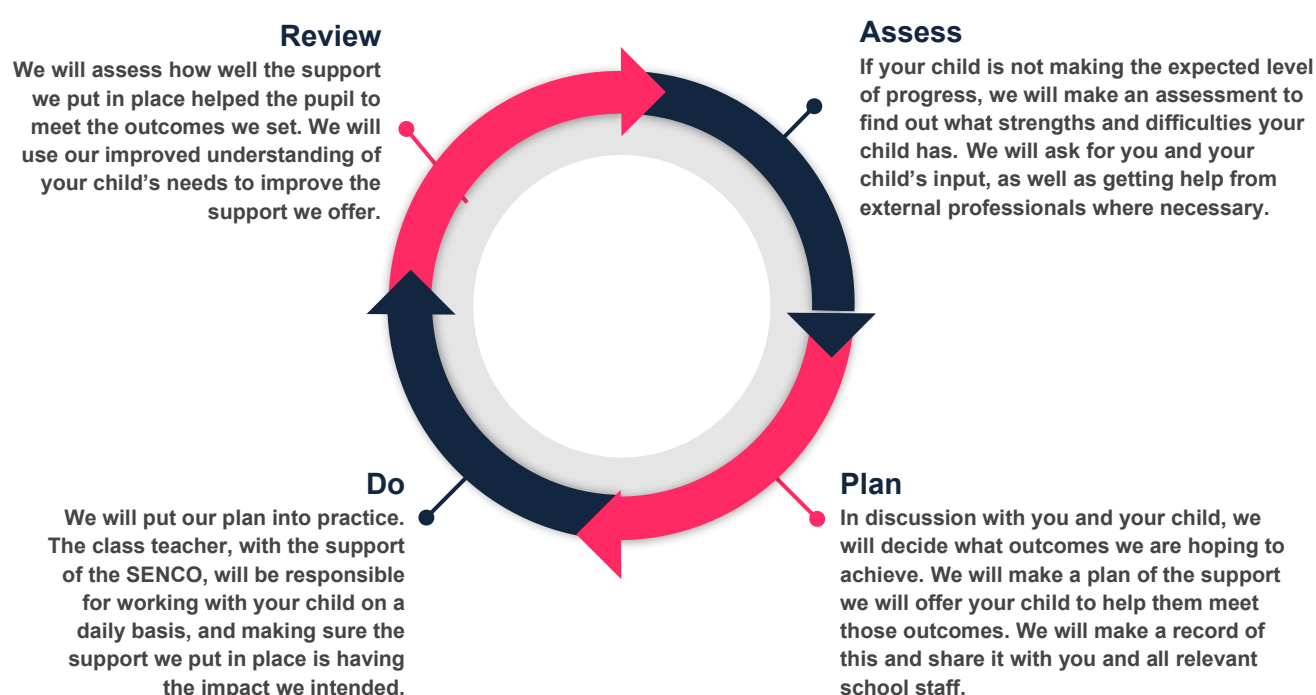 Review
We will assess how well the support
we put in place helped the pupil to
meet the outcomes we set. We will
use our improved understanding of
your child’s needs to improve the
support we offer.
Assess
If your child is not making the expected level
of progress, we will make an assessment to
find out what strengths and difficulties your
child has. We will ask for you and your
child’s input, as well as getting help from
external professionals where necessary.
Do
We will put our plan into practice.
The class teacher, with the support
of the SENCO, will be responsible
for working with your child on a
daily basis, and making sure the
support we put in place is having
the impact we intended.
Plan
In discussion with you and your child, we
will decide what outcomes we are hoping to
achieve. We will make a plan of the support
we will offer your child to help them meet
those outcomes. We will make a record of
this and share it with you and all relevant
school staff.